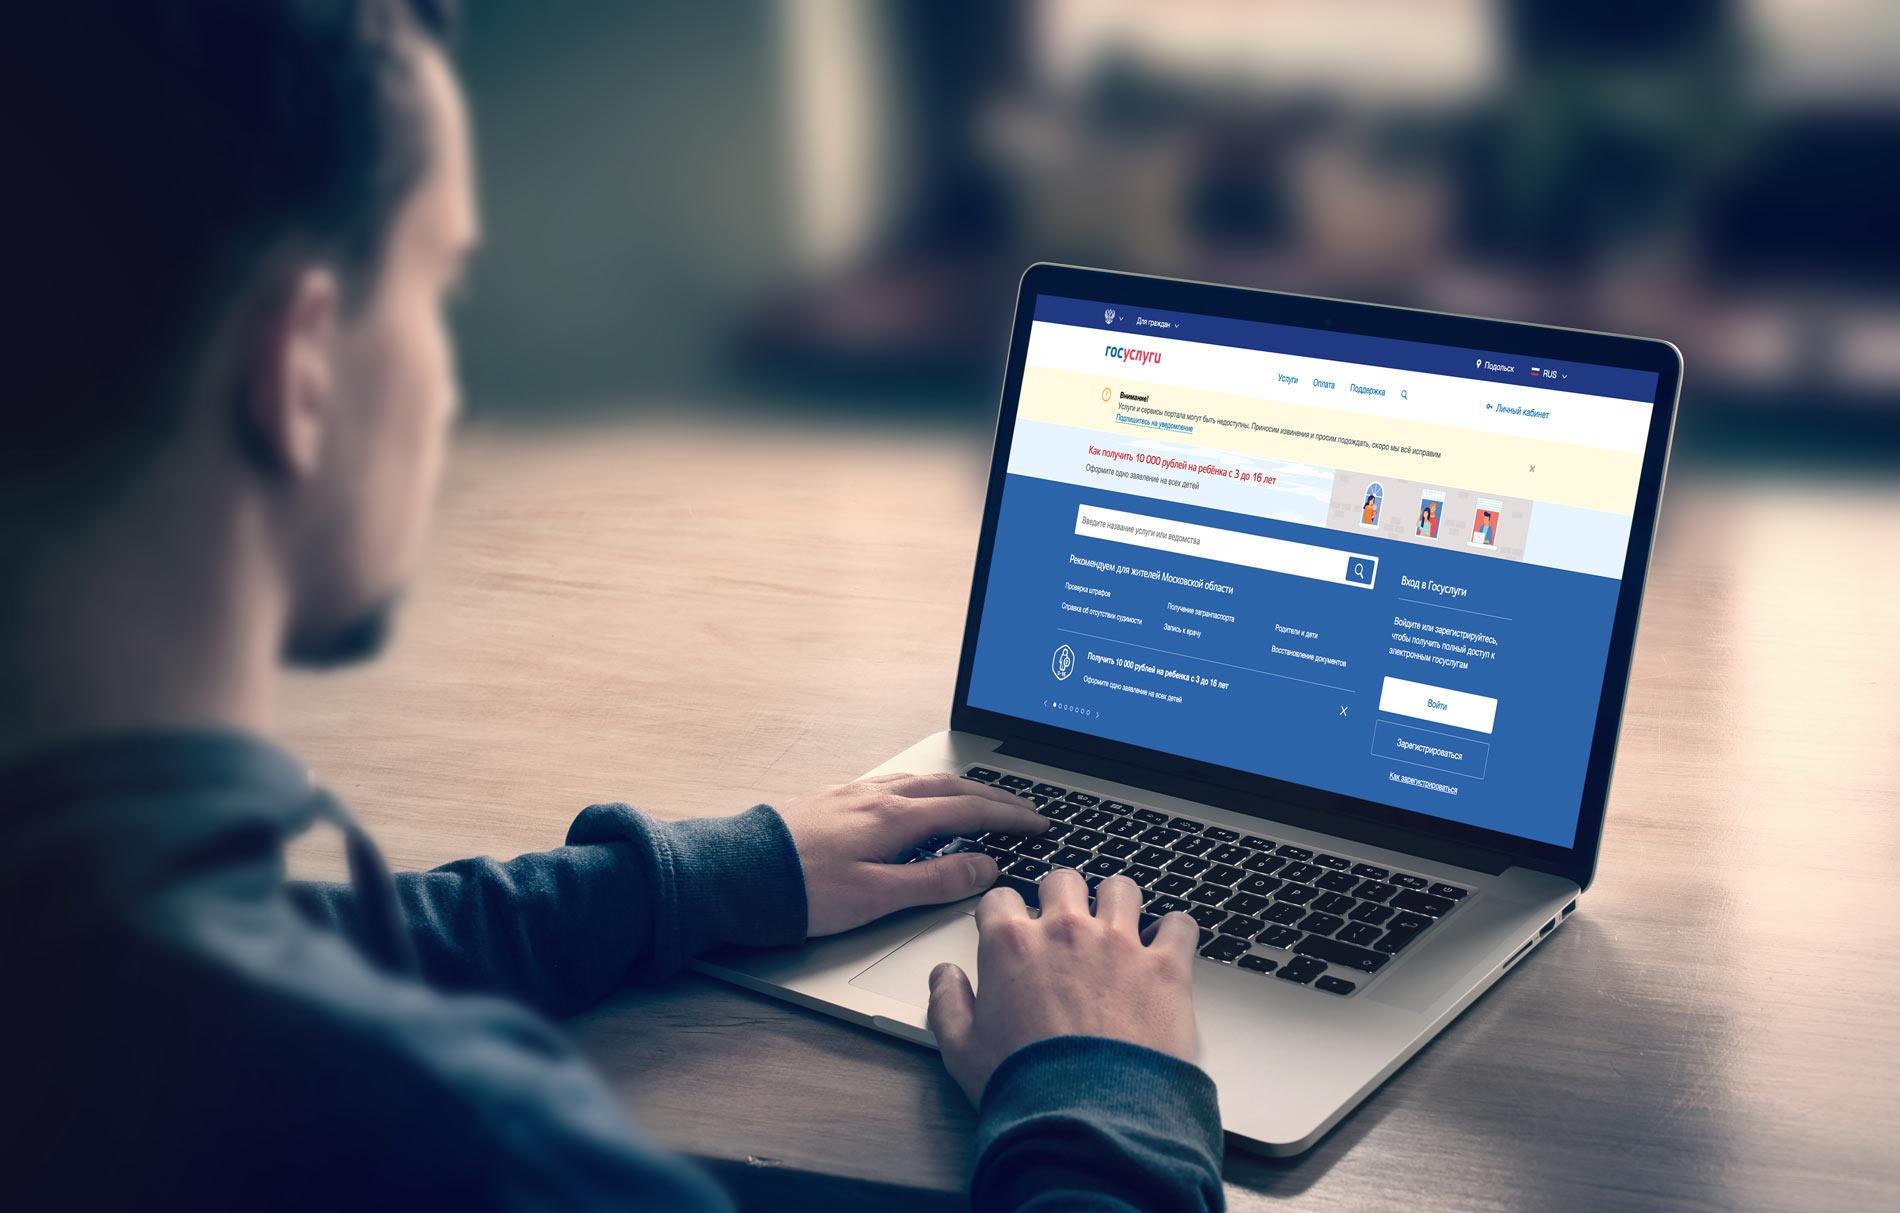 Для граждан
Подольск
RUS
госуслуги
Услуги
Оплата
Поддержка
Личный кабинет
Внимание!
Услуги и сервисы портала могут быть недоступны. Приносим извинения и просим подождать, скоро мы всё исправим
Подпишитесь на уведомление
Как получить 10 000 рублей на ребёнка с 3 до 16 лет
Оформите одно заявление на всех детей
Введите название услуги или ведомства
Рекомендуем для жителей Московской области
Проверка штрафов
Получение загранпаспорта
Родители и дети
Справка об отсутствии судимости
Запись к врачу
Восстановление документов
Получить 10 000 рублей на ребенка с 3 до 16 лет
Оформите одно заявление на всех детей
Вход в Госуслуги
Войдите или зарегистрируйтесь,
чтобы получить полный доступ к
электронным госуслугам
Войти
Зарегистрироваться
Как зарегистрироваться